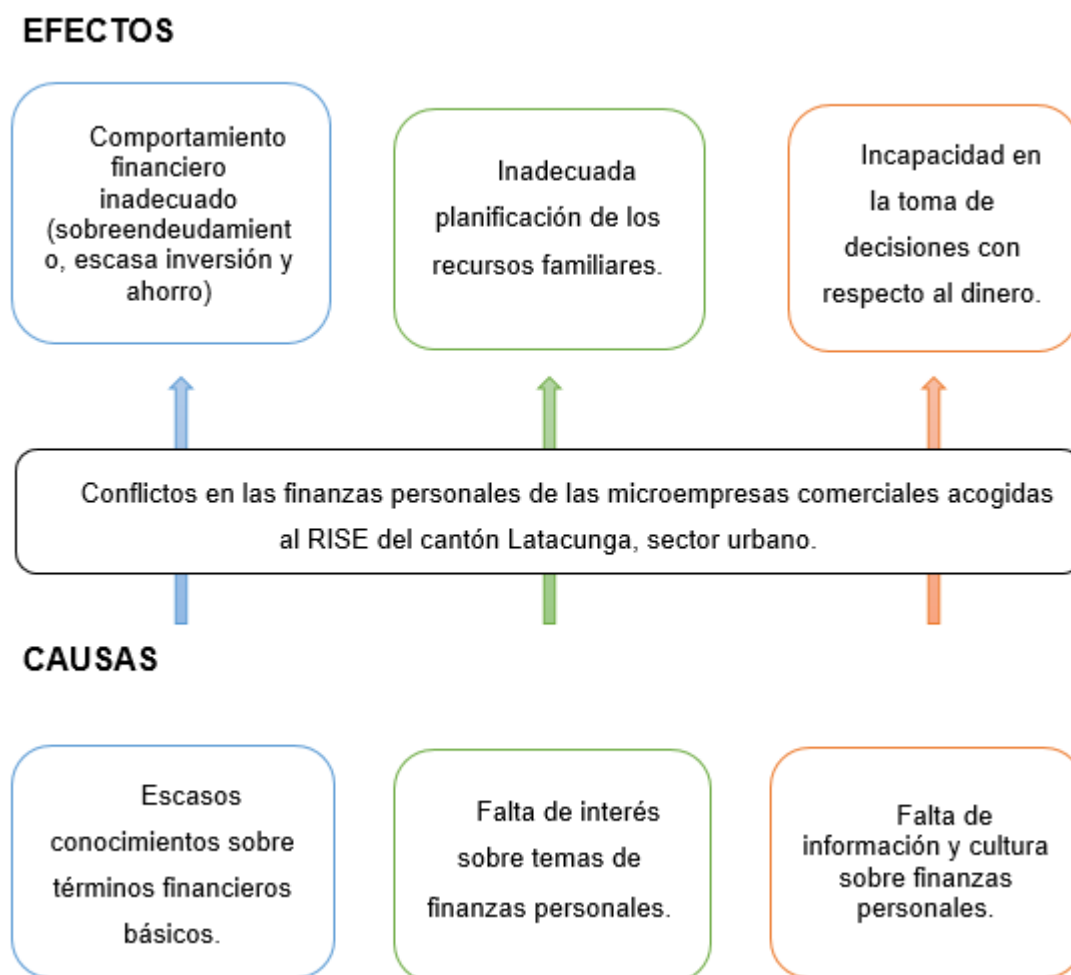 EFECTOS
Comportamiento
financiero
inadecuado
(sobreendeudamient
o, escasa inversión y
ahorro)
Inadecuada
planificación de los
recursos familiares.
Incapacidad en
la toma de
decisiones con
respecto al dinero.
Conflictos en las finanzas personales de las microempresas comerciales acogidas
al RISE del cantón Latacunga, sector urbano.
CAUSAS
Escasos
conocimientos sobre
términos financieros
básicos.
Falta de interés
sobre temas de
finanzas personales.
Falta de
información y cultura
sobre finanzas
personales.